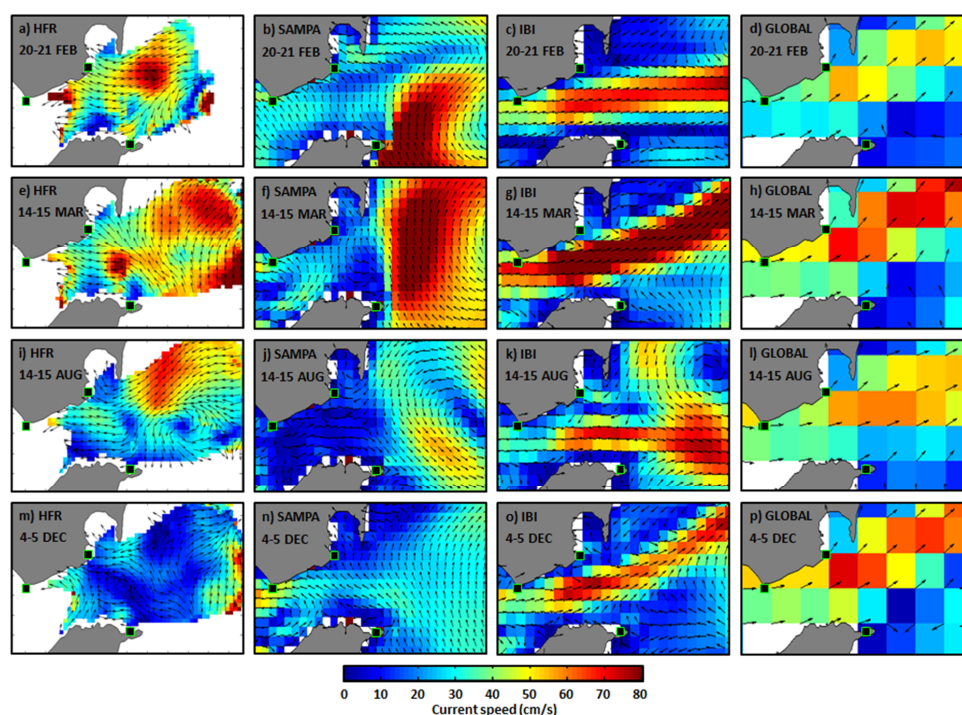 a) HFR
20-21 FEB
b) SAMPA
20-21 FEB
c) IBI
20-21 FEB
d) GLOBAL
20-21 FEB
e) HFR
14-15 MAR
f) SAMPA
14-15 MAR
g) IBI
14-15 MAR
h) GLOBAL
14-15 MAR
i) HFR
14-15 AUG
j) SAMPA
14-15 AUG
k) IBI
14-15 AUG
l) GLOBAL
14-15 AUG
m) HFR
4-5 DEC
n) SAMPA
4-5 DEC
o) IBI
4-5 DEC
p) GLOBAL
4-5 DEC
0 10 20 30 40 50 60 70 80
Current speed (cm/s)